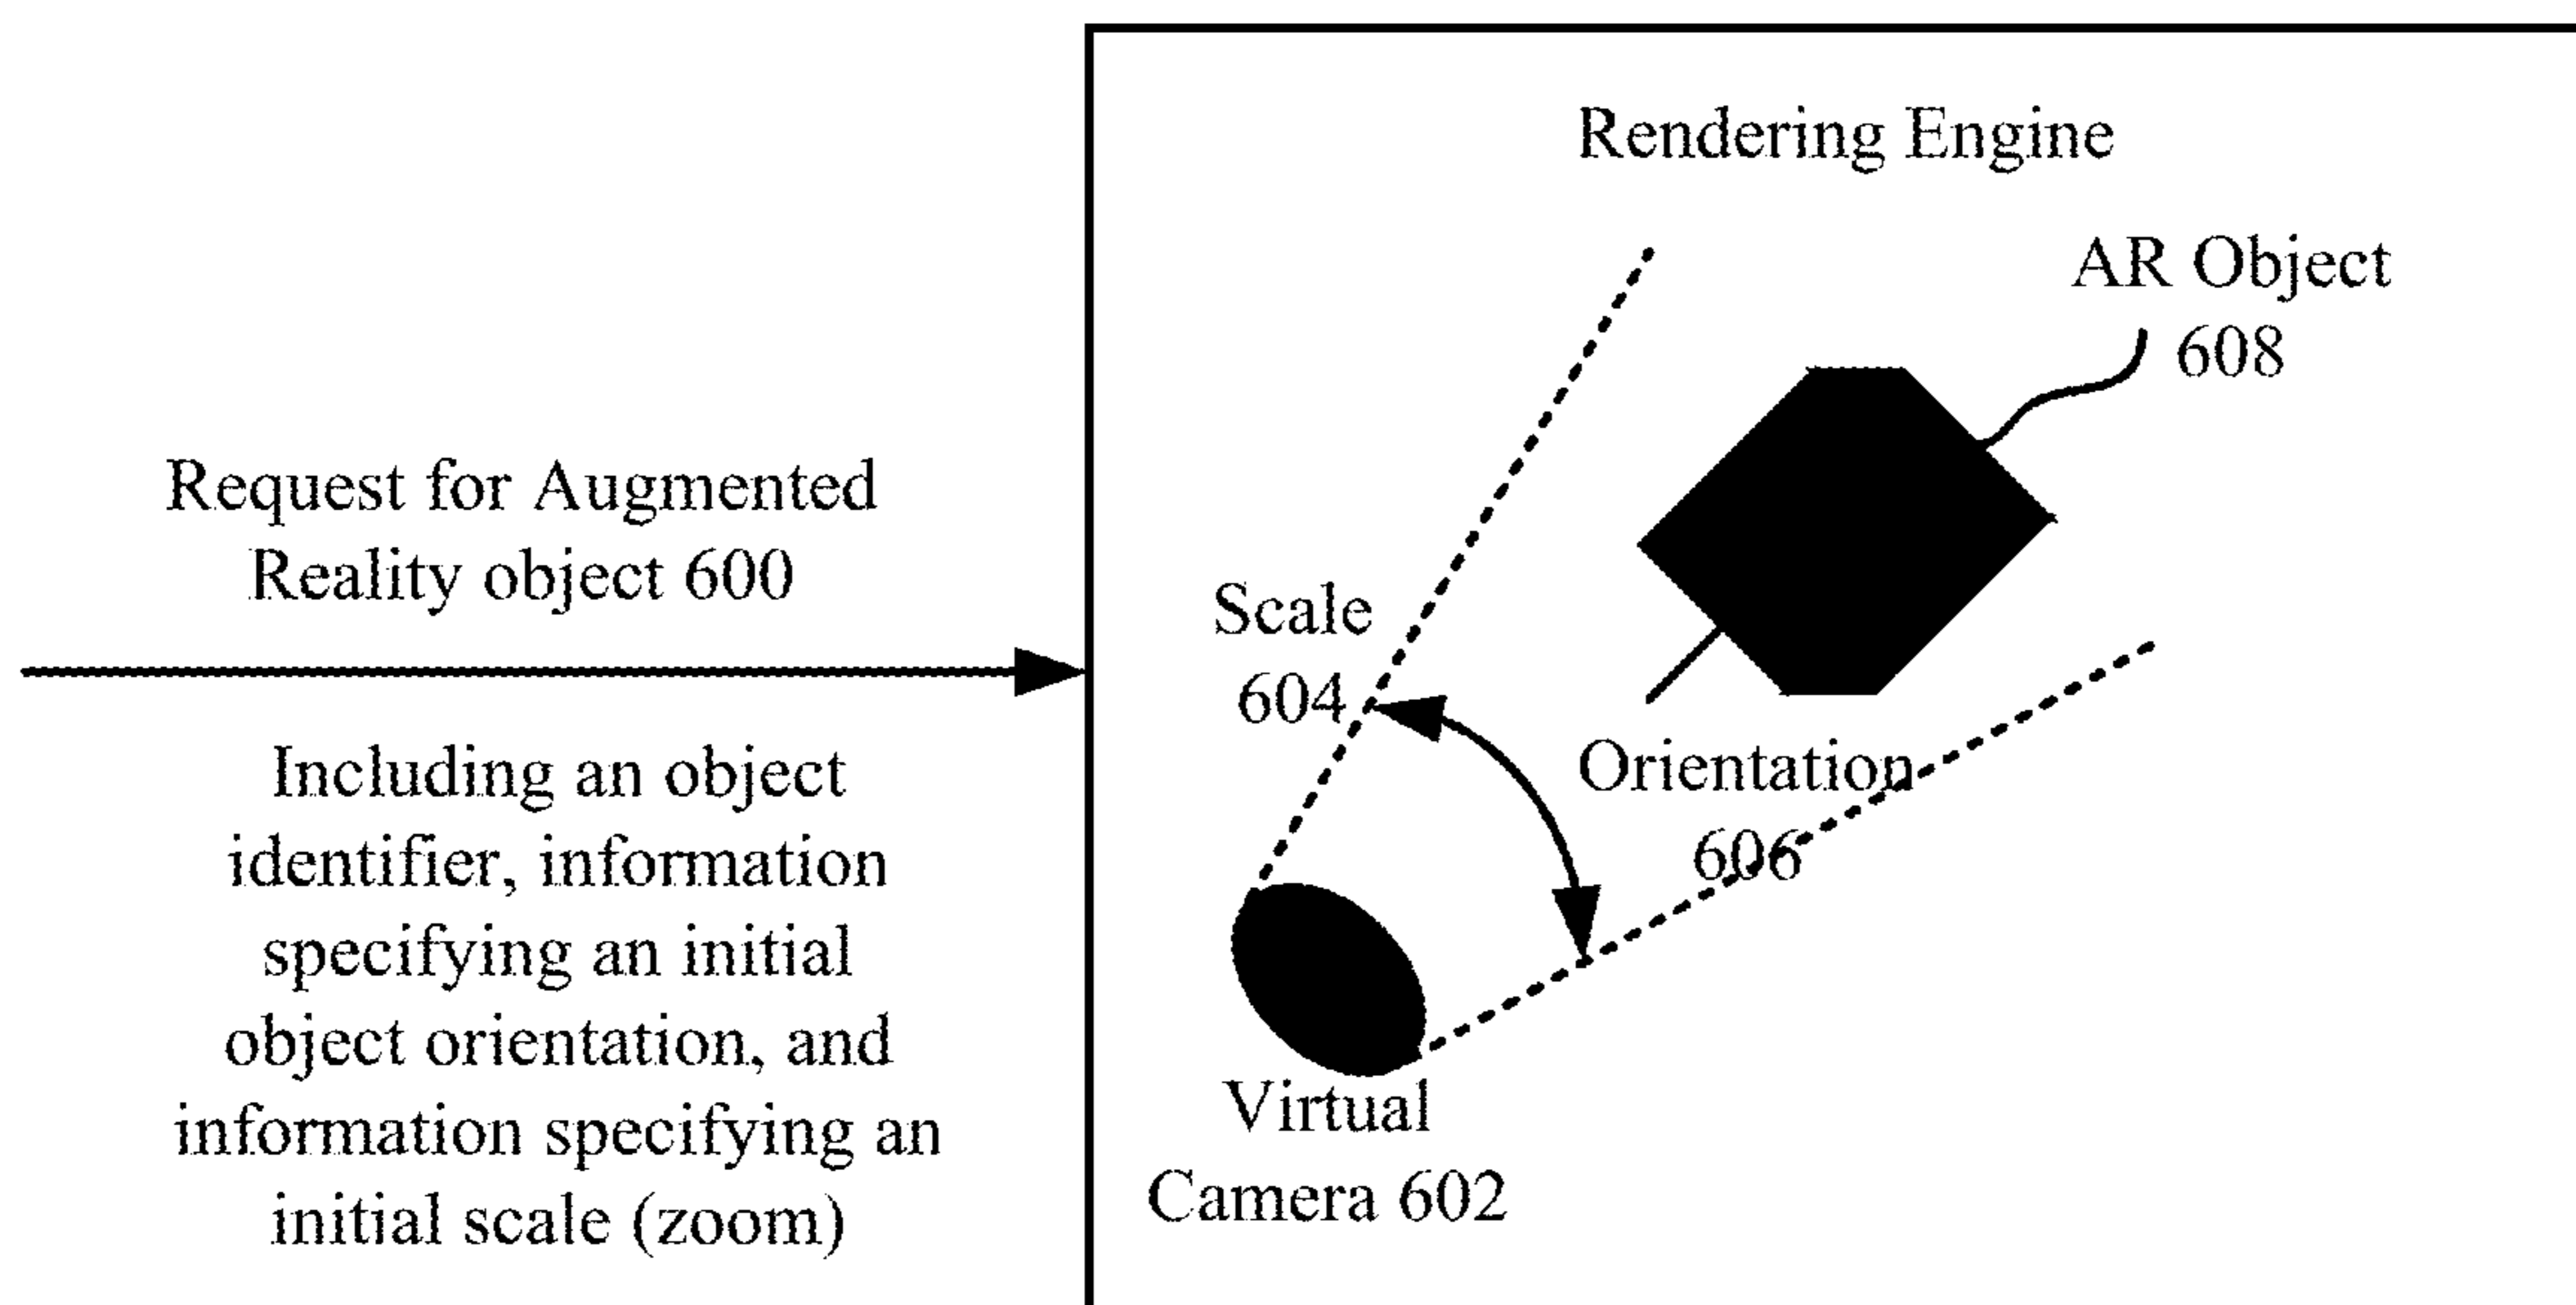 Request for Augmented
Reality object 600
Including an object
identifier, information
specifying an initial
object orientation, and
information specifying an
initial scale (zoom)
Rendering Engine
AR Object
608
Scale
604
Orientation
606
Virtual
Camera 602